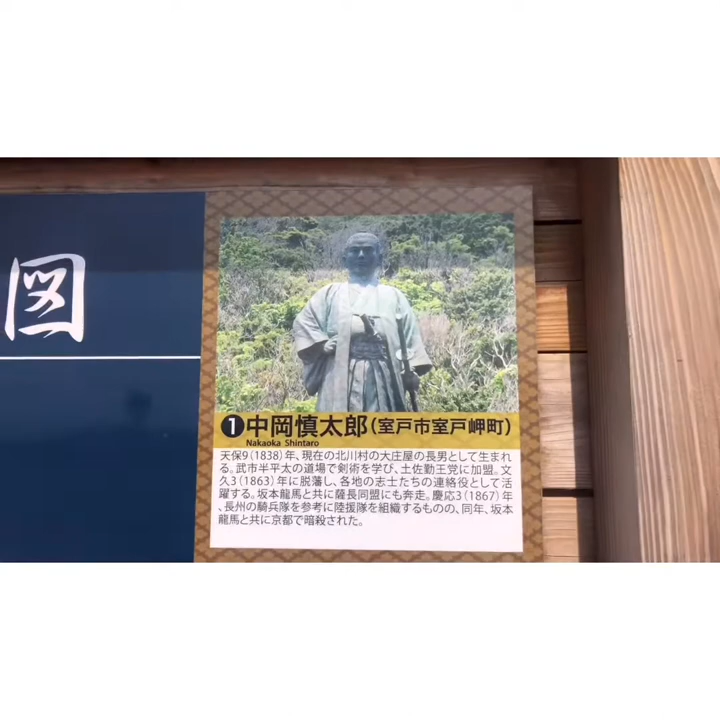 図
❶中岡慎太郎(室戸市室戸岬町)
Nakaoka Shintaro
天保9(1838)年、現在の北川村の大庄屋の長男として生まれ
る。武市半平太の道場で剣術を学び、土佐勤王党に加盟。文
久3(1863)年に脱藩し、各地の志士たちの連絡役として活
躍する。坂本龍馬と共に薩長同盟にも奔走。慶応3(1867)年
、長州の騎兵隊を参考に陸援隊を組織するものの、同年、坂本
龍馬と共に京都で暗殺された。